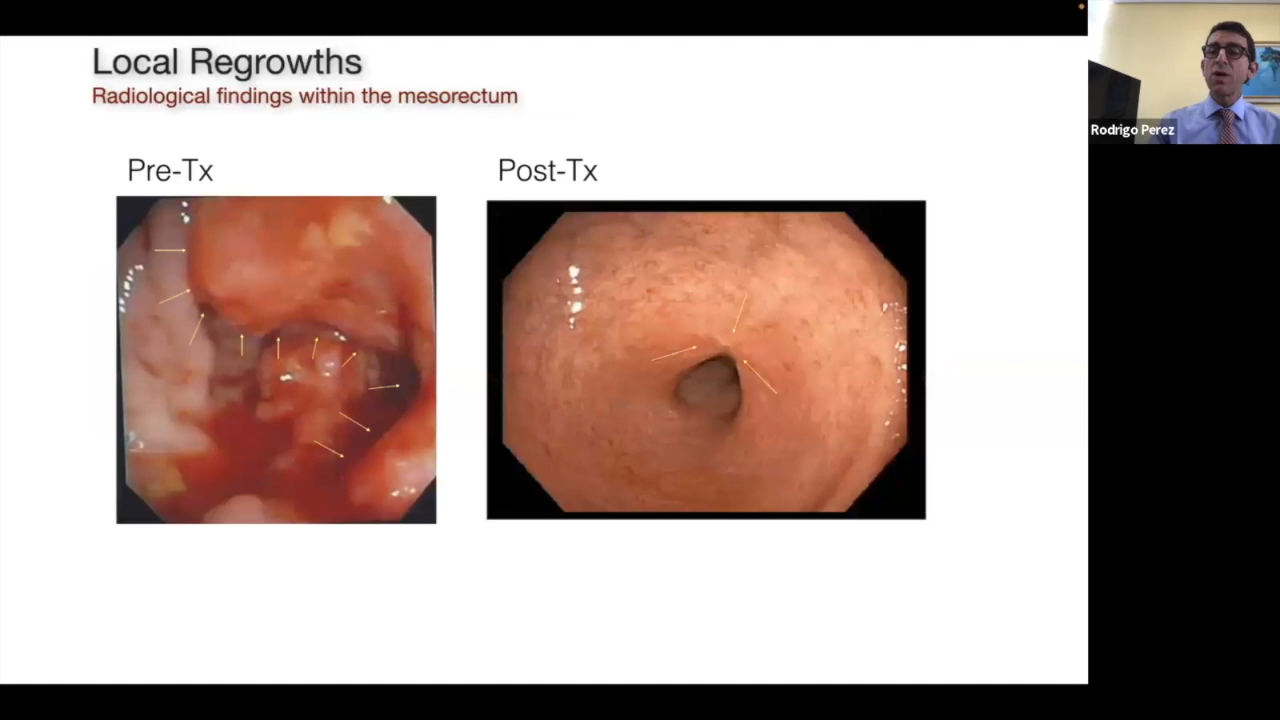 Local Regrowths
Radiological findings within the mesorectum
Pre-Tx
Post-Tx
Rodrigo Perez